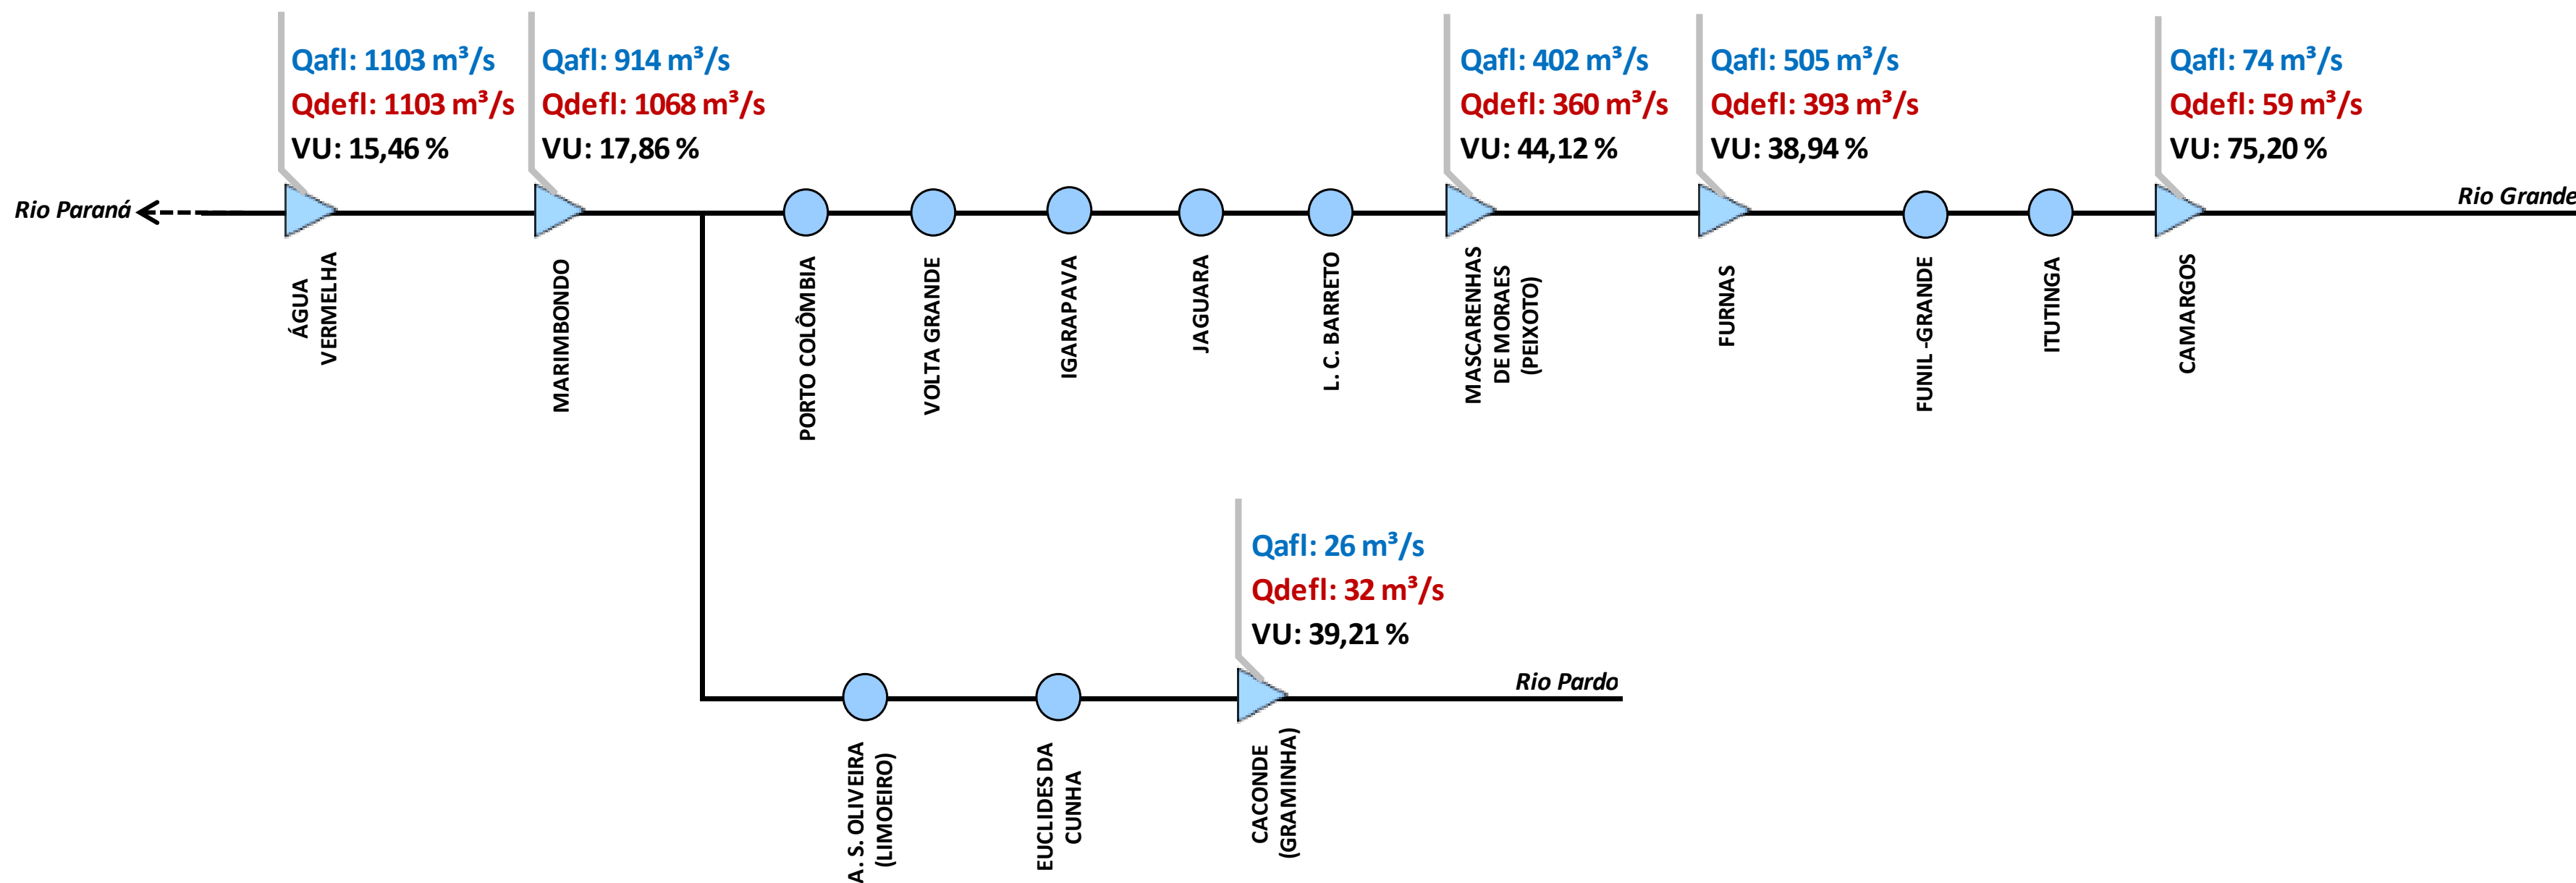 Qafl: 1103 m³/s
Qdefl: 1103 m³/s
VU: 15,46 %
Qafl: 914 m³/s
Qdefl: 1068 m³/s
VU: 17,86 %
Qafl: 402 m³/s
Qdefl: 360 m³/s
VU: 44,12 %
Qafl: 505 m³/s
Qdefl: 393 m³/s
VU: 38,94 %
Qafl: 74 m³/s
Qdefl: 59 m³/s
VU: 75,20 %
Rio Paraná
Rio Grande
ÁGUA
VERMELHA
MARIMBONDO
PORTO COLÔMBIA
VOLTA GRANDE
IGARAPAVA
JAGUARA
L. C. BARRETO
MASCARENHAS
DE MORAES
(PEIXOTO)
FURNAS
FUNIL -GRANDE
ITUTINGA
CAMARGOS
Qafl: 26 m³/s
Qdefl: 32 m³/s
VU: 39,21 %
Rio Pardo
A. S. OLIVEIRA
(LIMOEIRO)
EUCLIDES DA
CUNHA
CACONDE
(GRAMINHA)